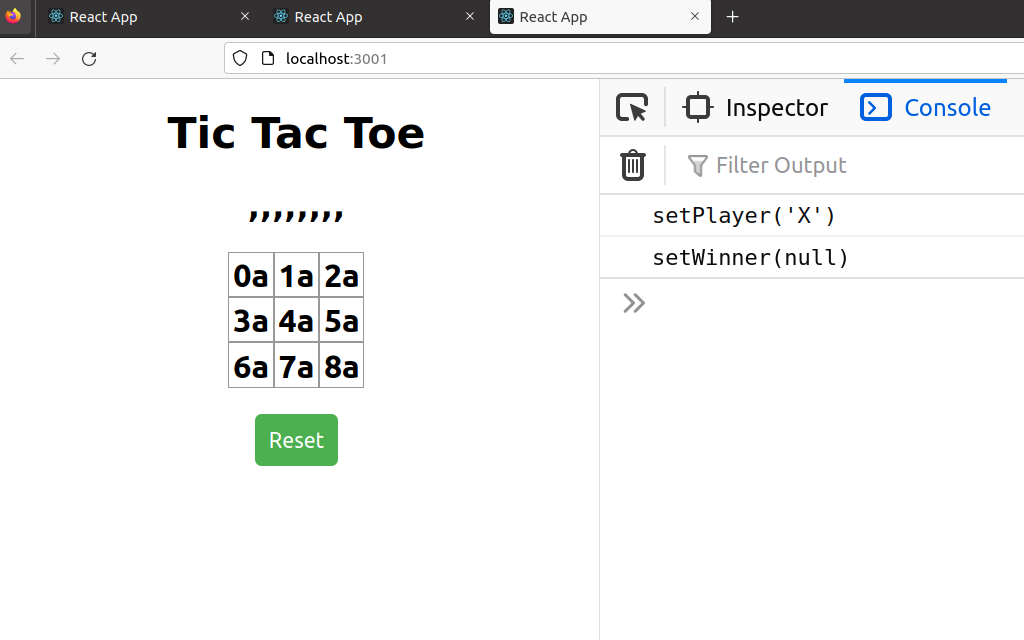 React App React App React App
localhost:3001
Tic Tac Toe
,,,,,,,,
0a 1a 2a
3a 4a 5a
6a 7a 8a
Reset
Inspector Console
Filter Output
setPlayer('X')
setWinner(null)